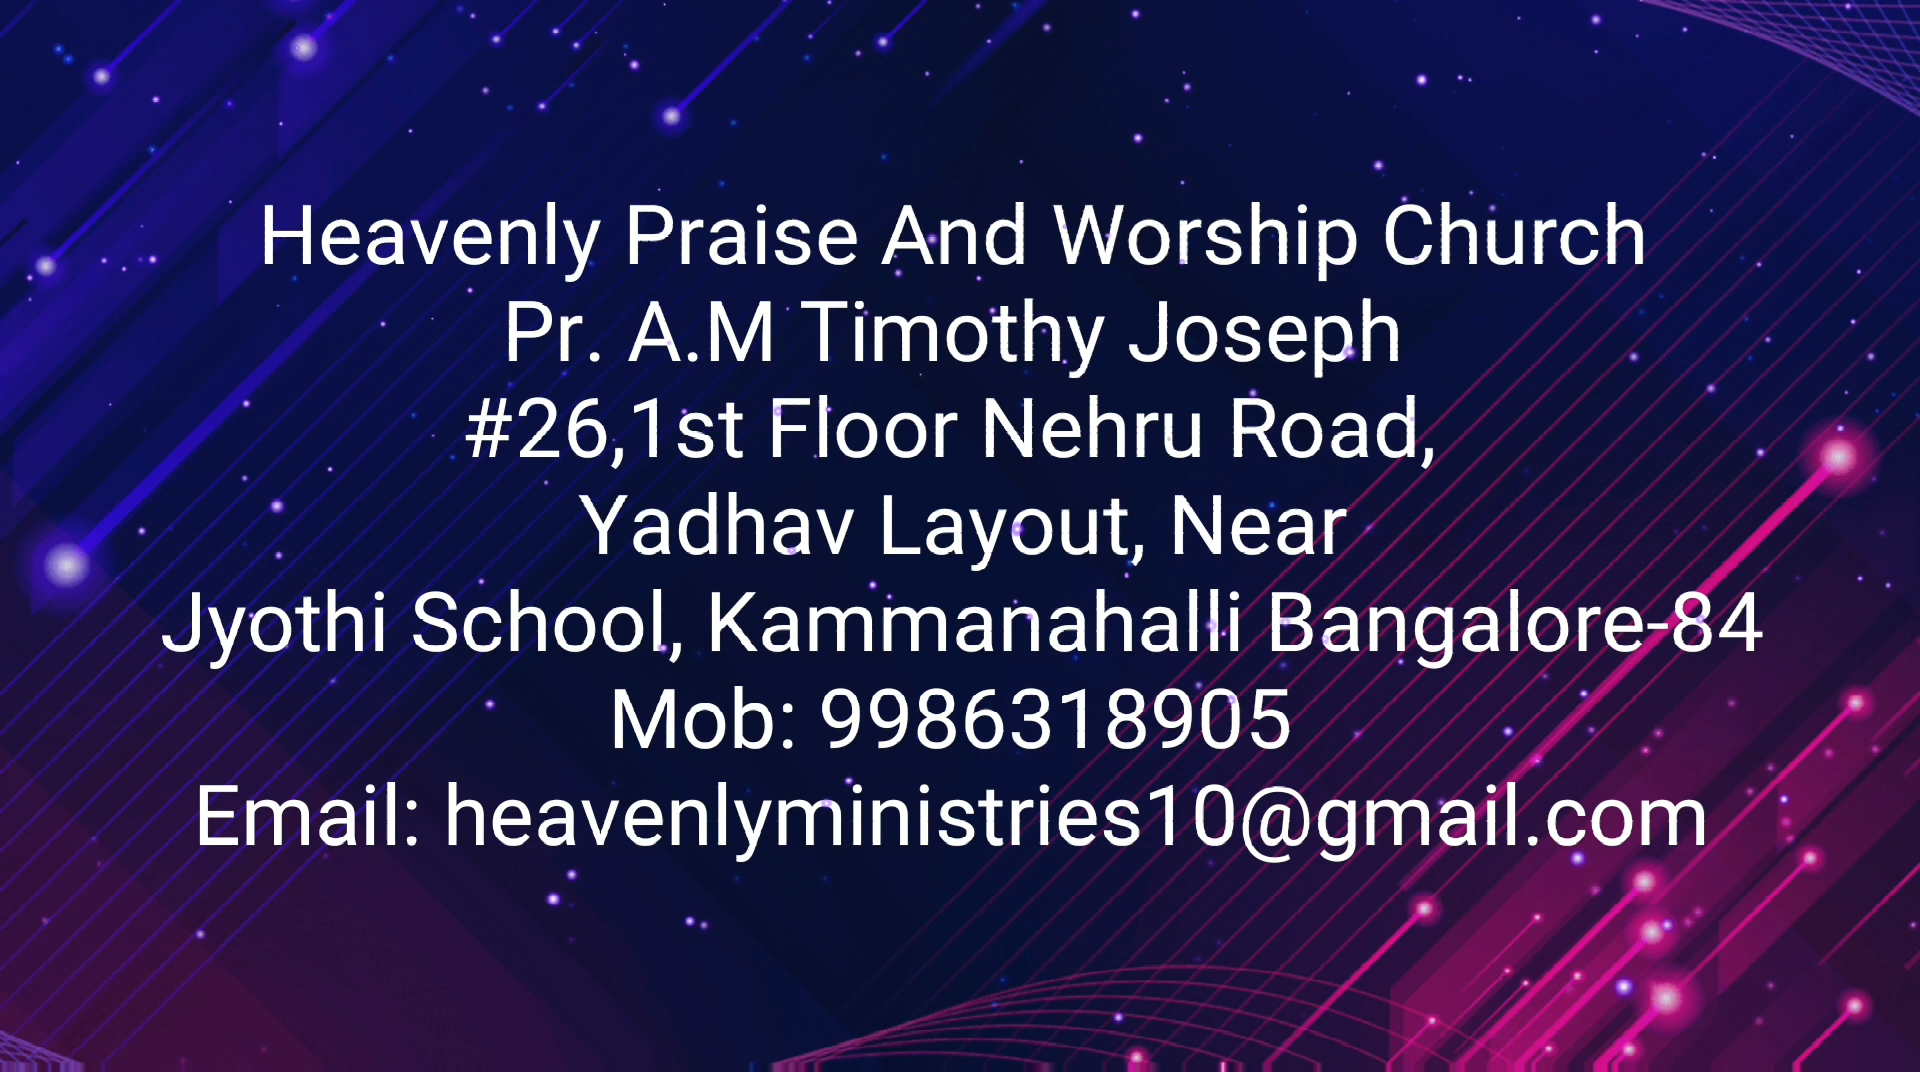 Heavenly Praise And Worship Church
Pr. A.M Timothy Joseph
#26,1st Floor Nehru Road,
Yadhav Layout, Near
Jyothi School, Kammanahalli Bangalore-84
Mob: 9986318905
Email: heavenlyministries10@gmail.com